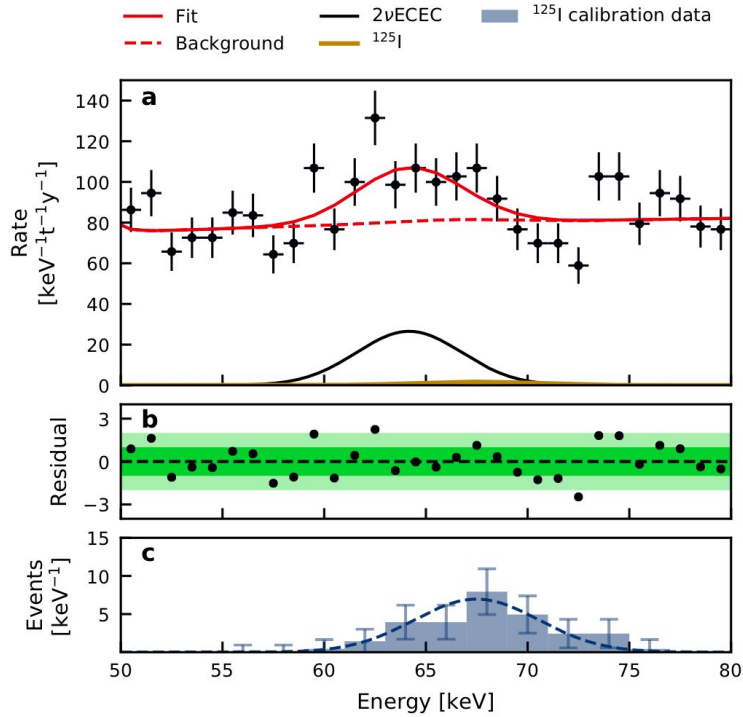 Fit
Background
2νECEC
¹²⁵I
¹²⁵I calibration data
a
Rate
[keV⁻¹t⁻¹y⁻¹]
140
120
100
80
60
40
20
0
b
Residual
3
0
−3
c
Events
[keV⁻¹]
15
10
5
50 55 60 65 70 75 80
Energy [keV]